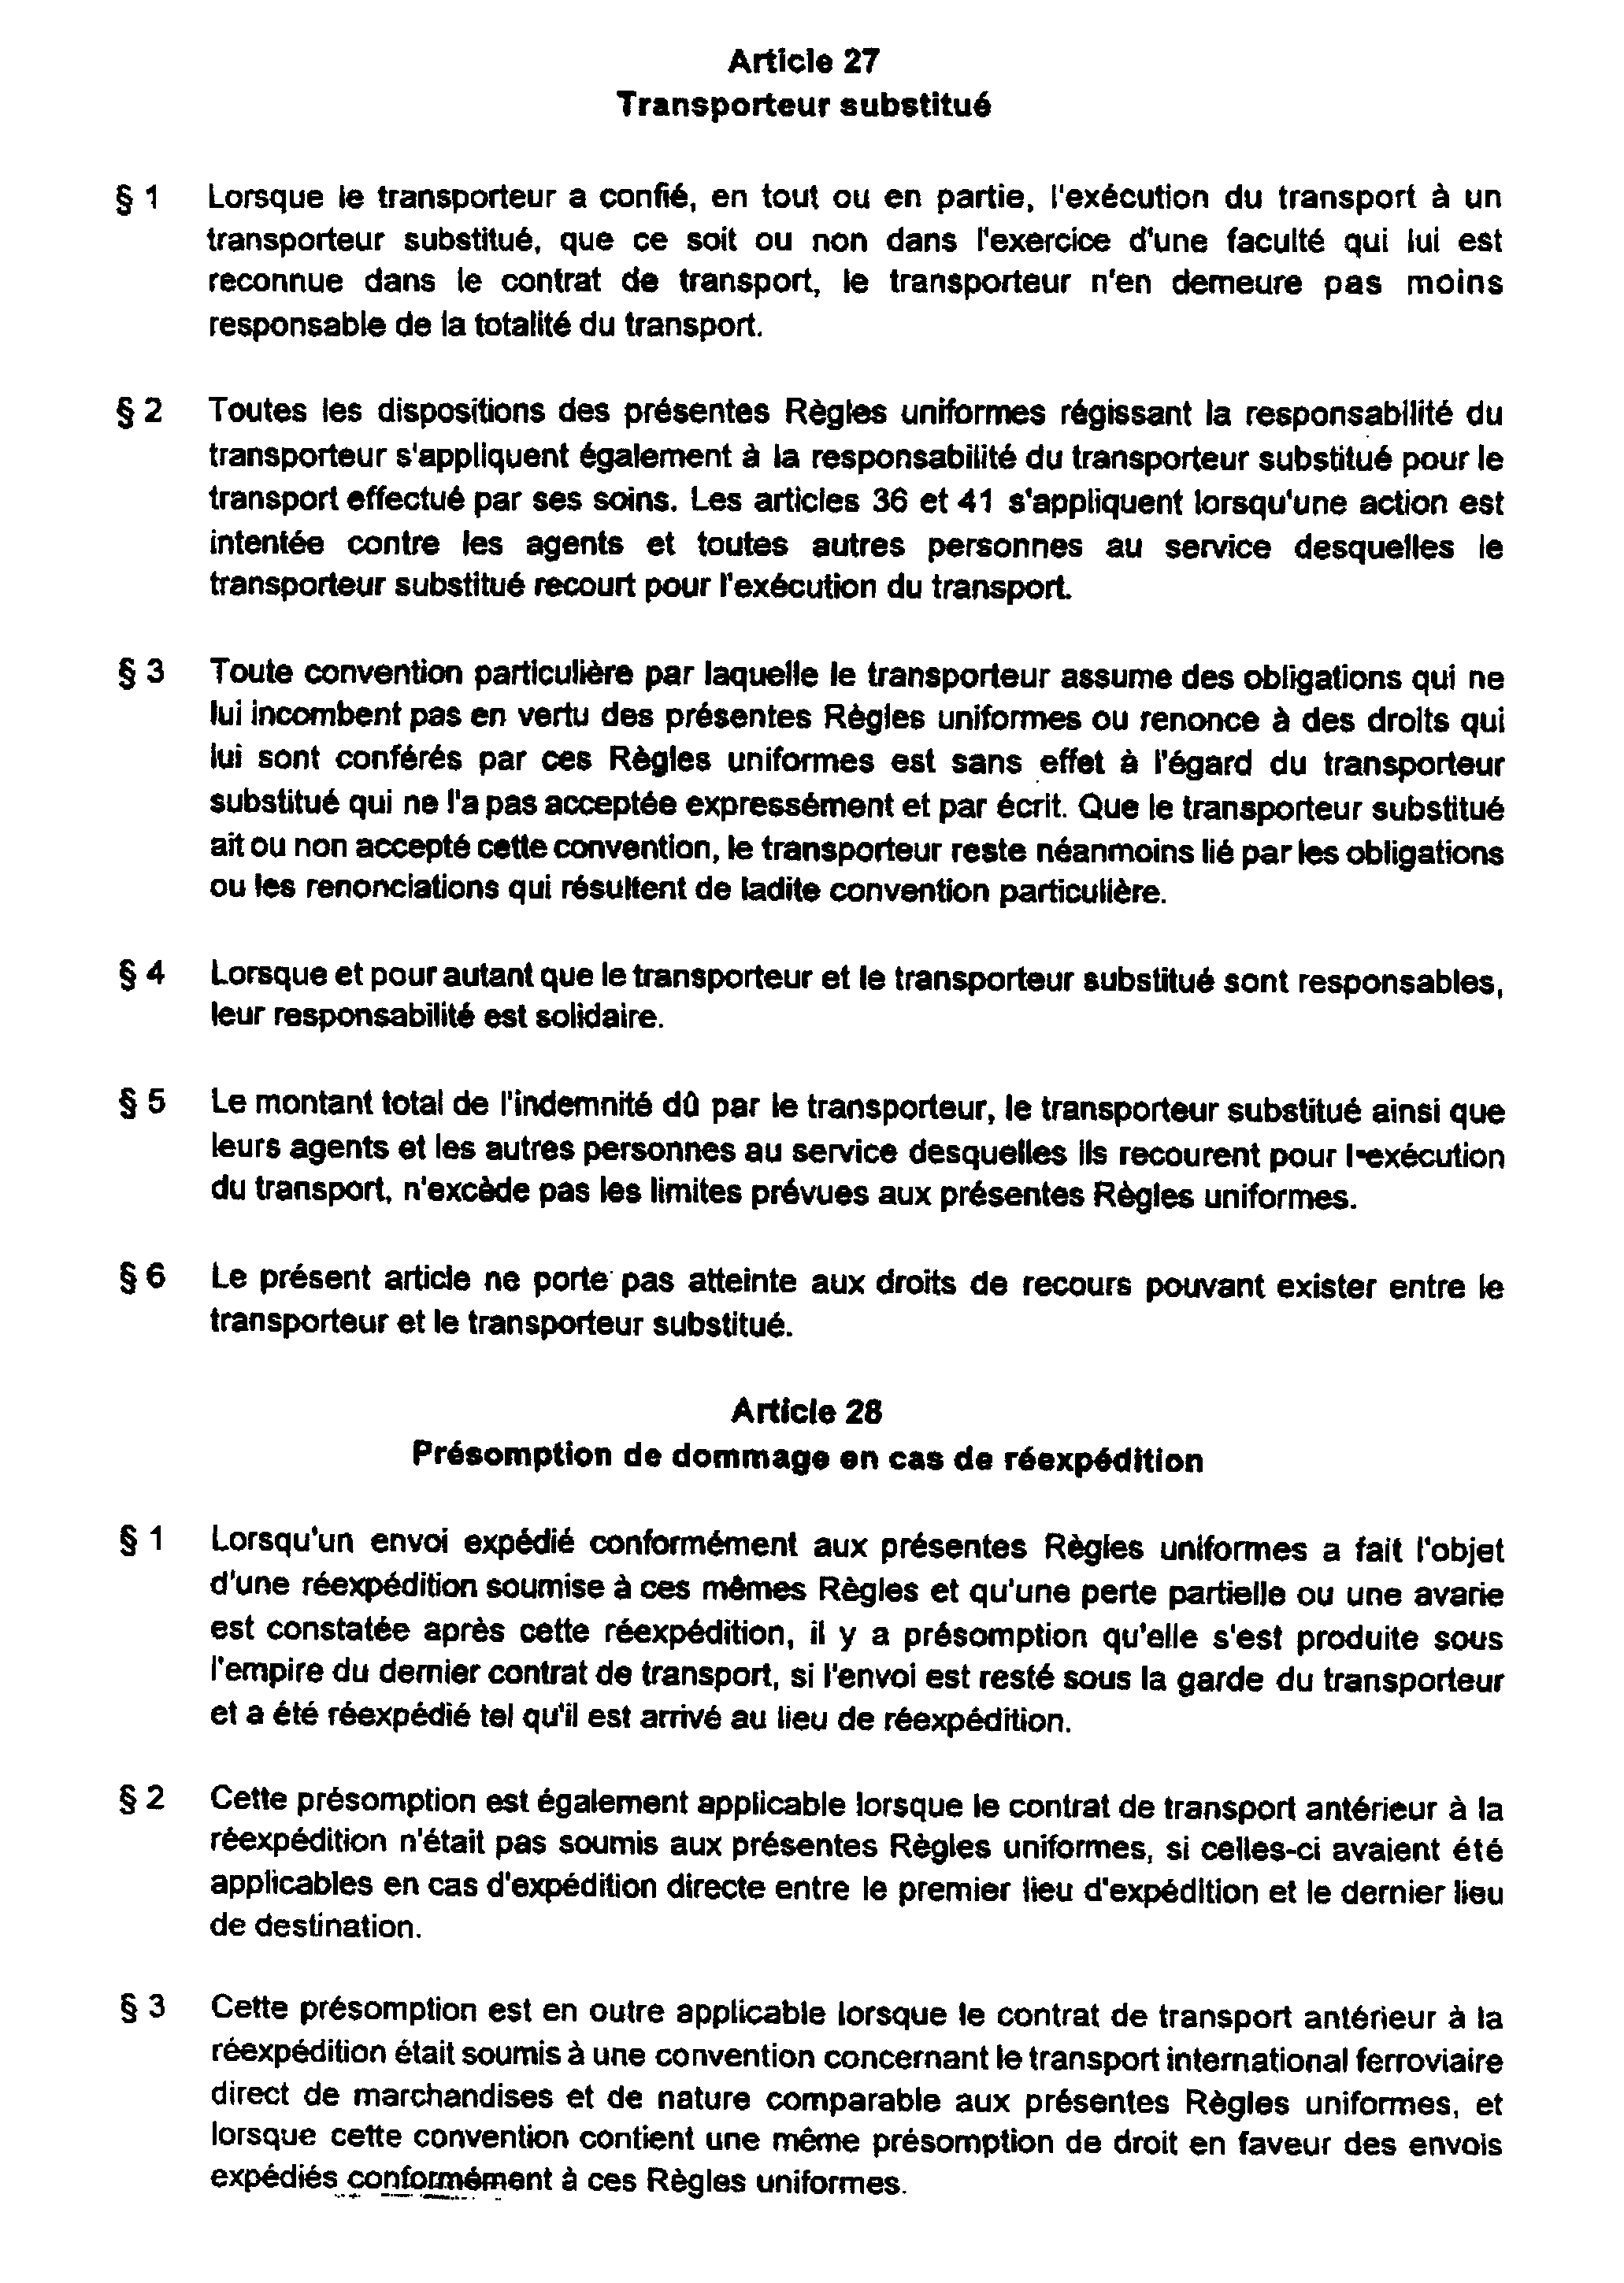 Article 27
Transporteur substitué
§ 1 Lorsque le transporteur a confié, en tout ou en partie, l'exécution du transport à un
transporteur substitué, que ce soit ou non dans l'exercice d'une faculté qui lui est
reconnue dans le contrat de transport, le transporteur n'en demeure pas moins
responsable de la totalité du transport.
§ 2 Toutes les dispositions des présentes Règles uniformes régissant la responsabilité du
transporteur s'appliquent également à la responsabilité du transporteur substitué pour le
transport effectué par ses soins. Les articles 36 et 41 s'appliquent lorsqu'une action est
intentée contre les agents et toutes autres personnes au service desquelles le
transporteur substitué recourt pour l'exécution du transport.
§ 3 Toute convention particulière par laquelle le transporteur assume des obligations qui ne
lui incombent pas en vertu des présentes Règles uniformes ou renonce à des droits qui
lui sont conférés par ces Règles uniformes est sans effet à l'égard du transporteur
substitué qui ne l'a pas acceptée expressément et par écrit. Que le transporteur substitué
ait ou non accepté cette convention, le transporteur reste néanmoins lié par les obligations
ou les renonciations qui résultent de ladite convention particulière.
§ 4 Lorsque et pour autant que le transporteur et le transporteur substitué sont responsables,
leur responsabilité est solidaire.
§ 5 Le montant total de l'indemnité dû par le transporteur, le transporteur substitué ainsi que
leurs agents et les autres personnes au service desquelles ils recourent pour l'exécution
du transport, n'excède pas les limites prévues aux présentes Règles uniformes.
§ 6 Le présent article ne porte pas atteinte aux droits de recours pouvant exister entre le
transporteur et le transporteur substitué.
Article 28
Présomption de dommage en cas de réexpédition
§ 1 Lorsqu'un envoi expédié conformément aux présentes Règles uniformes a fait l'objet
d'une réexpédition soumise à ces mêmes Règles et qu'une perte partielle ou une avarie
est constatée après cette réexpédition, il y a présomption qu'elle s'est produite sous
l'empire du dernier contrat de transport, si l'envoi est resté sous la garde du transporteur
et a été réexpédié tel qu'il est arrivé au lieu de réexpédition.
§ 2 Cette présomption est également applicable lorsque le contrat de transport antérieur à la
réexpédition n'était pas soumis aux présentes Règles uniformes, si celles-ci avaient été
applicables en cas d'expédition directe entre le premier lieu d'expédition et le dernier lieu
de destination.
§ 3 Cette présomption est en outre applicable lorsque le contrat de transport antérieur à la
réexpédition était soumis à une convention concernant le transport international ferroviaire
direct de marchandises et de nature comparable aux présentes Règles uniformes, et
lorsque cette convention contient une même présomption de droit en faveur des envois
expédiés conformément à ces Règles uniformes.